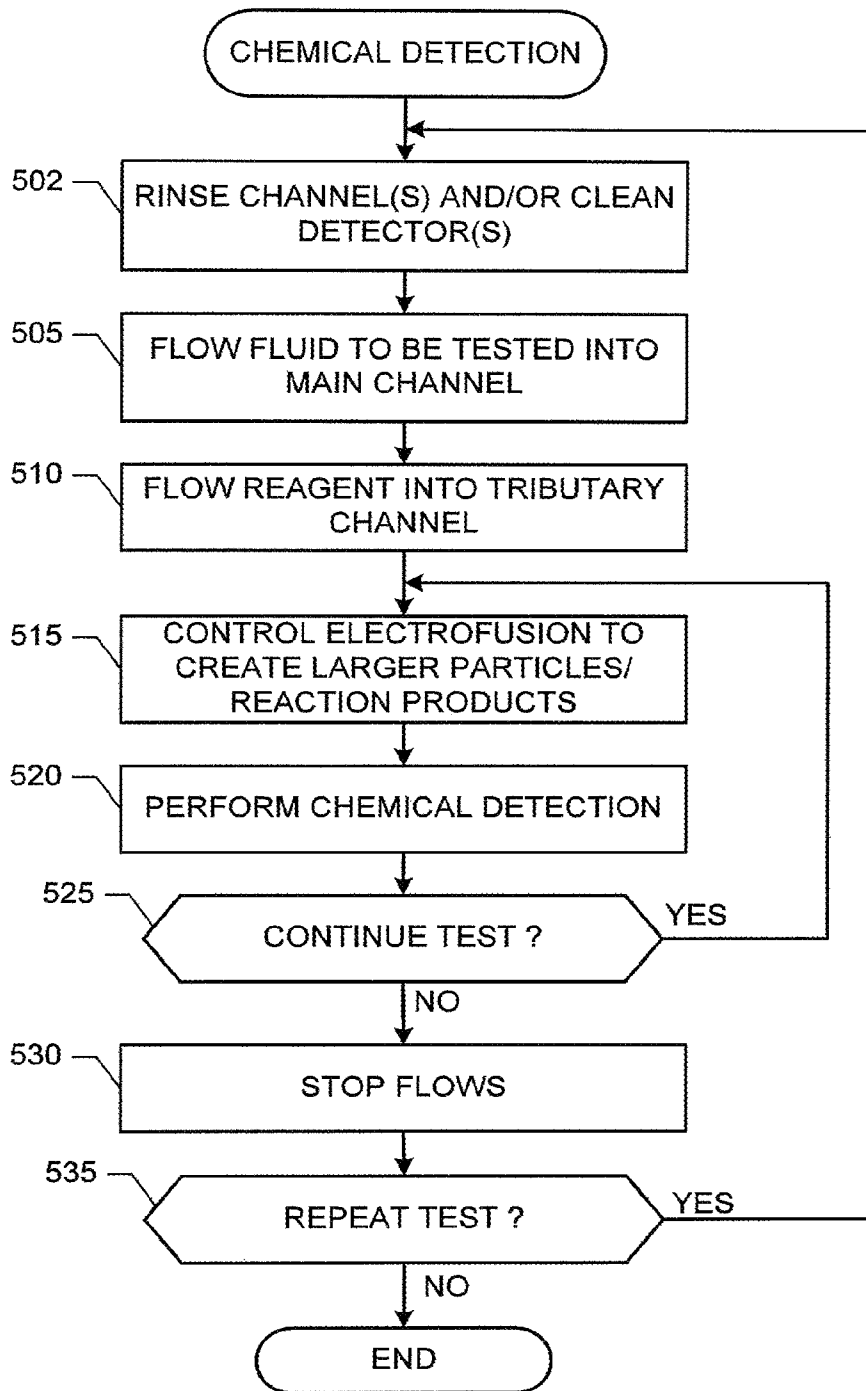 CHEMICAL DETECTION
502
RINSE CHANNEL(S) AND/OR CLEAN
DETECTOR(S)
505
FLOW FLUID TO BE TESTED INTO
MAIN CHANNEL
510
FLOW REAGENT INTO TRIBUTARY
CHANNEL
515
CONTROL ELECTROFUSION TO
CREATE LARGER PARTICLES/
REACTION PRODUCTS
520
PERFORM CHEMICAL DETECTION
525
CONTINUE TEST ?
YES
NO
530
STOP FLOWS
535
REPEAT TEST ?
YES
NO
END